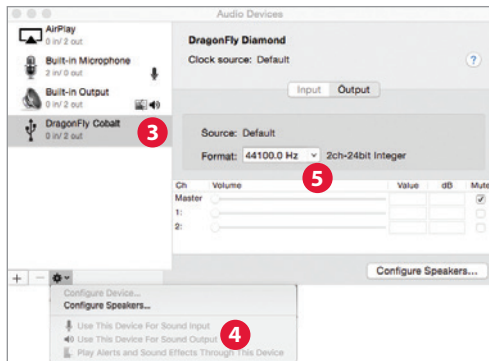 Audio Devices
AirPlay
0 in/ 2 out
Built-in Microphone
2 in/ 0 out
Built-in Output
0 in/ 2 out
DragonFly Cobalt
0 in/ 2 out
3
DragonFly Diamond
Clock source: Default
?
Input Output
Source: Default
Format: 44100.0 Hz 2ch-24bit Integer
5
Ch Volume Value dB Mute
Master
1:
2:
+ −
Configure Speakers...
Configure Device...
Configure Speakers...
Use This Device For Sound Input
Use This Device For Sound Output
4
Play Alerts and Sound Effects Through This Device